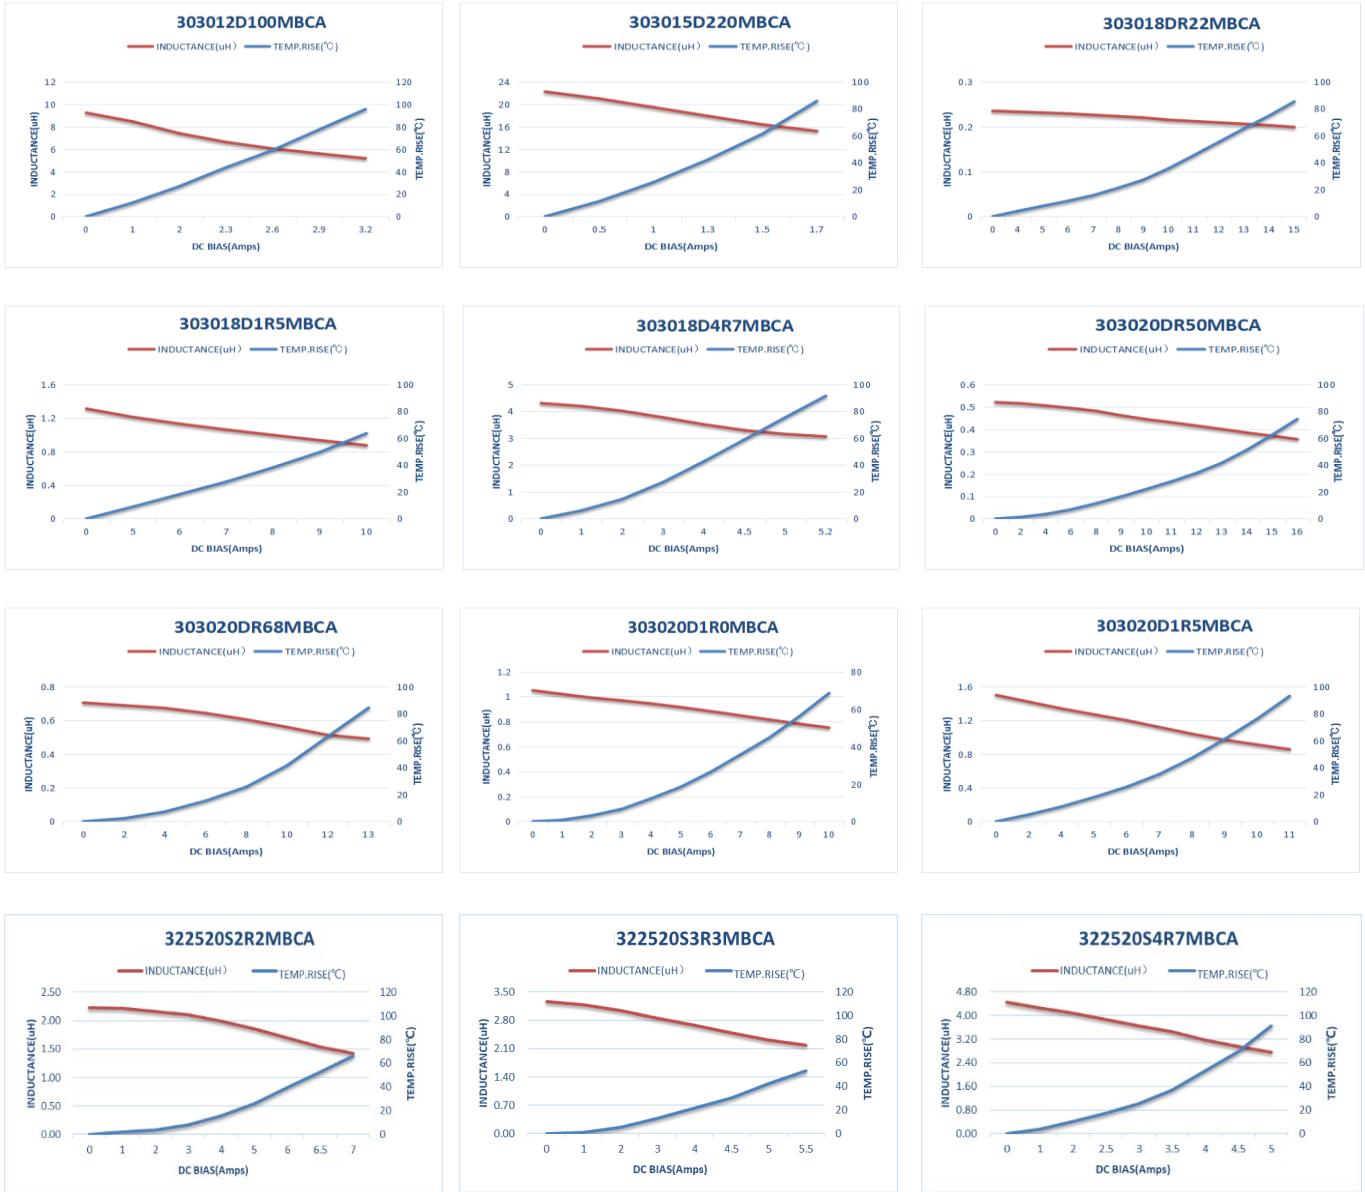 303012D100MBCA
INDUCTANCE(uH) TEMP.RISE(℃)
12 120
10 100
8 80
6 60
4 40
2 20
0 0
INDUCTANCE(uH)
TEMP.RISE(℃)
0 1 2 2.3 2.6 2.9 3.2
DC BIAS(Amps)
303015D220MBCA
INDUCTANCE(uH) TEMP.RISE(℃)
24 100
20 80
16 60
12 40
8 20
4 0
0
INDUCTANCE(uH)
TEMP.RISE(℃)
0 0.5 1 1.3 1.5 1.7
DC BIAS(Amps)
303018DR22MBCA
INDUCTANCE(uH) TEMP.RISE(℃)
0.3 100
0.2 80
0.1 60
0 40
20
0
INDUCTANCE(uH)
TEMP.RISE(℃)
0 4 5 6 7 8 9 10 11 12 13 14 15
DC BIAS(Amps)
303018D1R5MBCA
INDUCTANCE(uH) TEMP.RISE(℃)
1.6 100
1.2 80
0.8 60
0.4 40
0 20
0
INDUCTANCE(uH)
TEMP.RISE(℃)
0 5 6 7 8 9 10
DC BIAS(Amps)
303018D4R7MBCA
INDUCTANCE(uH) TEMP.RISE(℃)
5 100
4 80
3 60
2 40
1 20
0 0
INDUCTANCE(uH)
TEMP.RISE(℃)
0 1 2 3 4 4.5 5 5.2
DC BIAS(Amps)
303020DR50MBCA
INDUCTANCE(uH) TEMP.RISE(℃)
0.6 100
0.5 80
0.4 60
0.3 40
0.2 20
0.1 0
0
INDUCTANCE(uH)
TEMP.RISE(℃)
0 2 4 6 8 9 10 11 12 13 14 15 16
DC BIAS(Amps)
303020DR68MBCA
INDUCTANCE(uH) TEMP.RISE(℃)
0.8 100
0.6 80
0.4 60
0.2 40
0 20
0
INDUCTANCE(uH)
TEMP.RISE(℃)
0 2 4 6 8 10 12 13
DC BIAS(Amps)
303020D1R0MBCA
INDUCTANCE(uH) TEMP.RISE(℃)
1.2 80
1 60
0.8 40
0.6 20
0.4 0
0.2
0
INDUCTANCE(uH)
TEMP.RISE(℃)
0 1 2 3 4 5 6 7 8 9 10
DC BIAS(Amps)
303020D1R5MBCA
INDUCTANCE(uH) TEMP.RISE(℃)
1.6 100
1.2 80
0.8 60
0.4 40
0 20
0
INDUCTANCE(uH)
TEMP.RISE(℃)
0 2 4 5 6 7 8 9 10 11
DC BIAS(Amps)
322520S2R2MBCA
INDUCTANCE(uH) TEMP.RISE(℃)
2.50 120
2.00 100
1.50 80
1.00 60
0.50 40
0.00 20
0
INDUCTANCE(uH)
TEMP.RISE(℃)
0 1 2 3 4 5 6 6.5 7
DC BIAS(Amps)
322520S3R3MBCA
INDUCTANCE(uH) TEMP.RISE(℃)
3.50 120
2.80 100
2.10 80
1.40 60
0.70 40
0.00 20
0
INDUCTANCE(uH)
TEMP.RISE(℃)
0 1 2 3 4 4.5 5 5.5
DC BIAS(Amps)
322520S4R7MBCA
INDUCTANCE(uH) TEMP.RISE(℃)
4.80 120
4.00 100
3.20 80
2.40 60
1.60 40
0.80 20
0.00 0
INDUCTANCE(uH)
TEMP.RISE(℃)
0 1 2 2.5 3 3.5 4 4.5 5
DC BIAS(Amps)